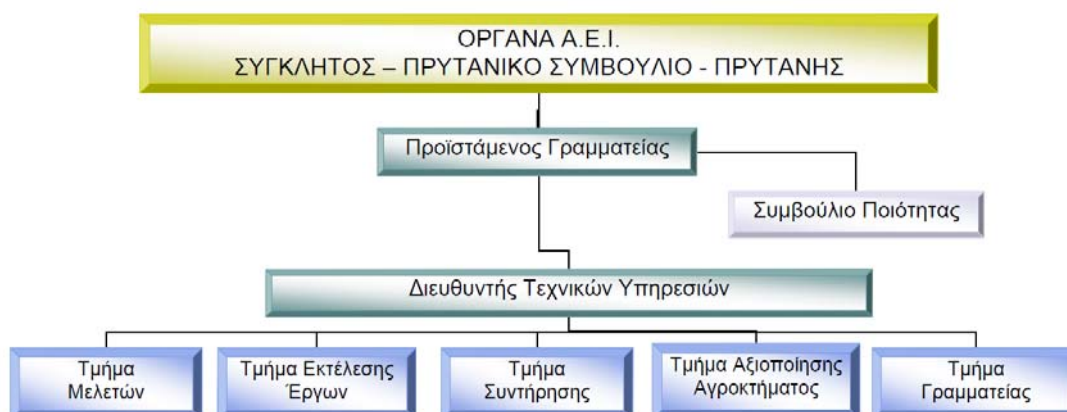 ΟΡΓΑΝΑ Α.Ε.Ι.
ΣΥΓΚΛΗΤΟΣ – ΠΡΥΤΑΝΙΚΟ ΣΥΜΒΟΥΛΙΟ - ΠΡΥΤΑΝΗΣ
Προϊστάμενος Γραμματείας
Συμβούλιο Ποιότητας
Διευθυντής Τεχνικών Υπηρεσιών
Τμήμα
Μελετών
Τμήμα Εκτέλεσης
Έργων
Τμήμα
Συντήρησης
Τμήμα Αξιοποίησης
Αγροκτήματος
Τμήμα
Γραμματείας